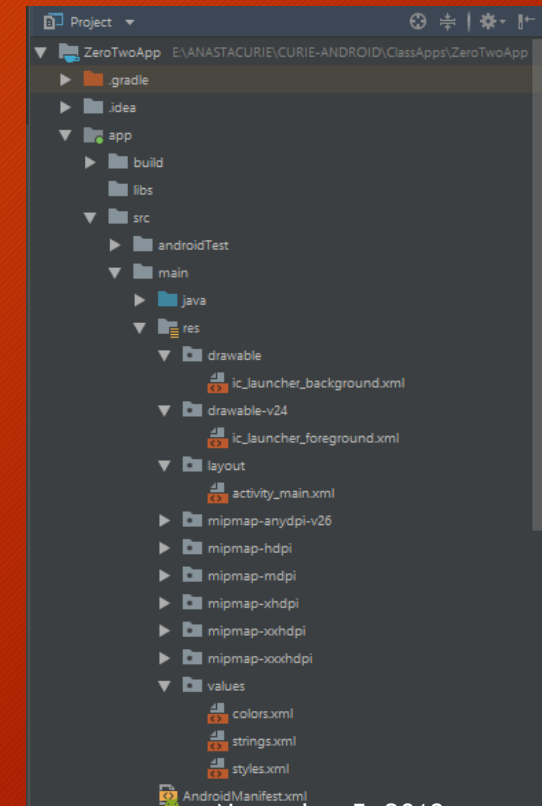 Project
ZeroTwoApp E:\ANASTACURIE\CURIE-ANDROID\ClassApps\ZeroTwoApp
.gradle
.idea
app
build
libs
src
androidTest
main
java
res
drawable
ic_launcher_background.xml
drawable-v24
ic_launcher_foreground.xml
layout
activity_main.xml
mipmap-anydpi-v26
mipmap-hdpi
mipmap-mdpi
mipmap-xhdpi
mipmap-xxhdpi
mipmap-xxxhdpi
values
colors.xml
strings.xml
styles.xml
AndroidManifest.xml